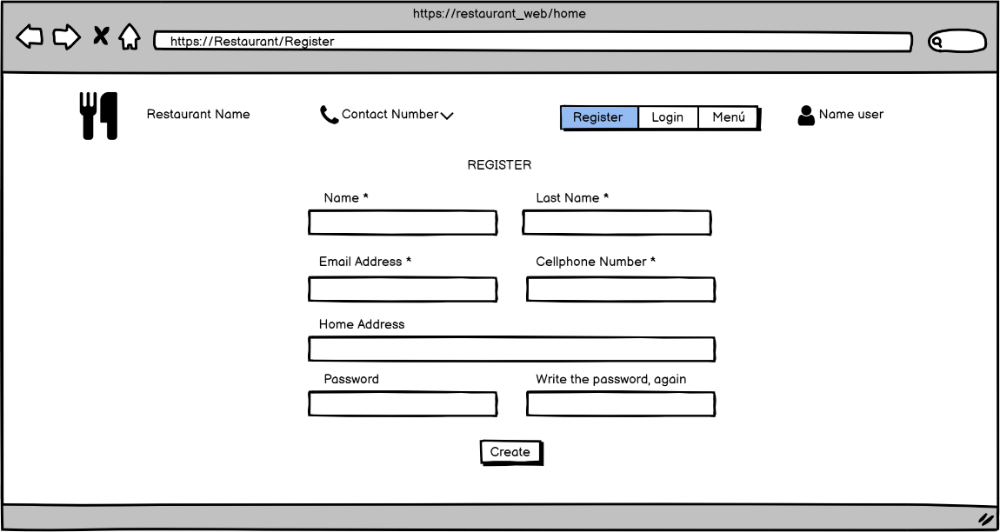 https://restaurant_web/home
https://Restaurant/Register
Restaurant Name
Contact Number
Register
Login
Menú
Name user
REGISTER
Name *
Last Name *
Email Address *
Cellphone Number *
Home Address
Password
Write the password, again
Create